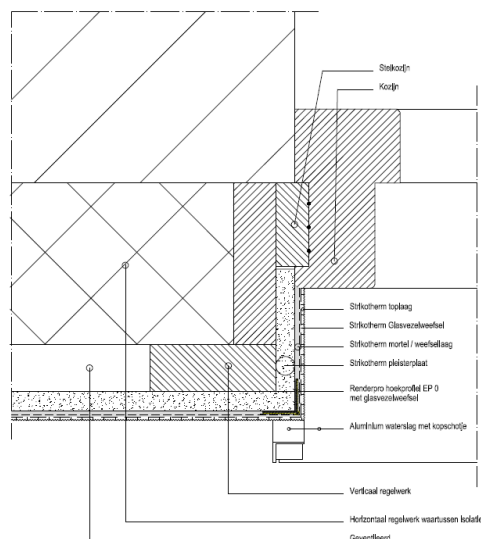 Stelkozijn
Kozijn
Strikotherm toplaag
Strikotherm Glasvezelweefsel
Strikotherm mortel / weefsellaag
Strikotherm pleisterplaat
Renderpro hoekprofiel EP 0
met glasvezelweefsel
Aluminium waterslag met kopschotje
Verticaal regelwerk
Horizontaal regelwerk waartussen isolatie
Geventileerd